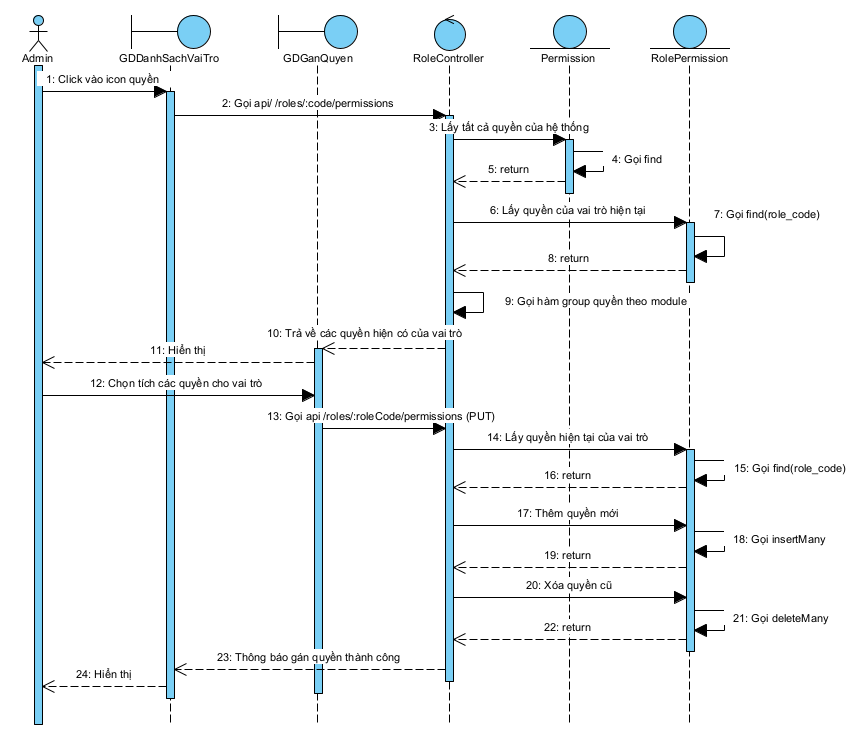 Admin
GDDanhSachVaiTro
GDGanQuyen
RoleController
Permission
RolePermission
1: Click vào icon quyền
2: Gọi api/ /roles/:code/permissions
3: Lấy tất cả quyền của hệ thống
4: Gọi find
5: return
6: Lấy quyền của vai trò hiện tại
7: Gọi find(role_code)
8: return
9: Gọi hàm group quyền theo module
10: Trả về các quyền hiện có của vai trò
11: Hiển thị
12: Chọn tích các quyền cho vai trò
13: Gọi api /roles/:roleCode/permissions (PUT)
14: Lấy quyền hiện tại của vai trò
15: Gọi find(role_code)
16: return
17: Thêm quyền mới
18: Gọi insertMany
19: return
20: Xóa quyền cũ
21: Gọi deleteMany
22: return
23: Thông báo gán quyền thành công
24: Hiển thị